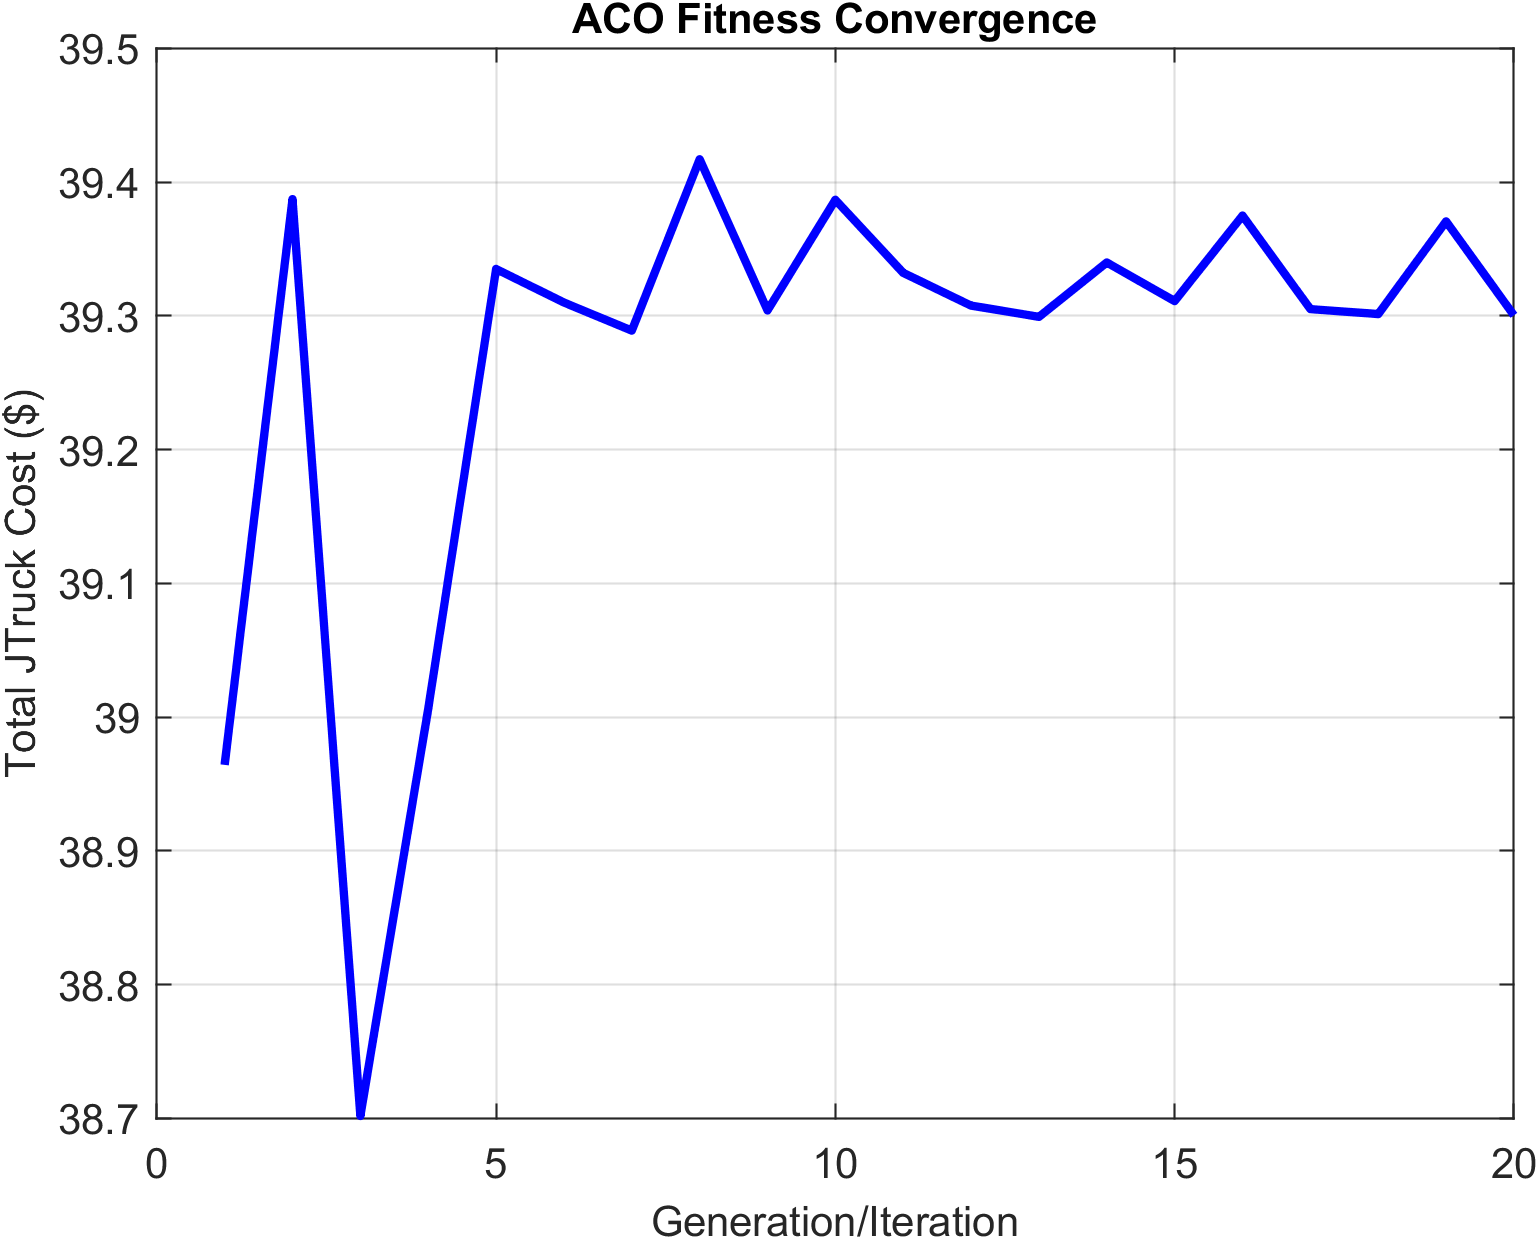 ACO Fitness Convergence
39.5
39.4
39.3
39.2
39.1
39
38.9
38.8
38.7
Total JTruck Cost ($)
0 5 10 15 20
Generation/Iteration